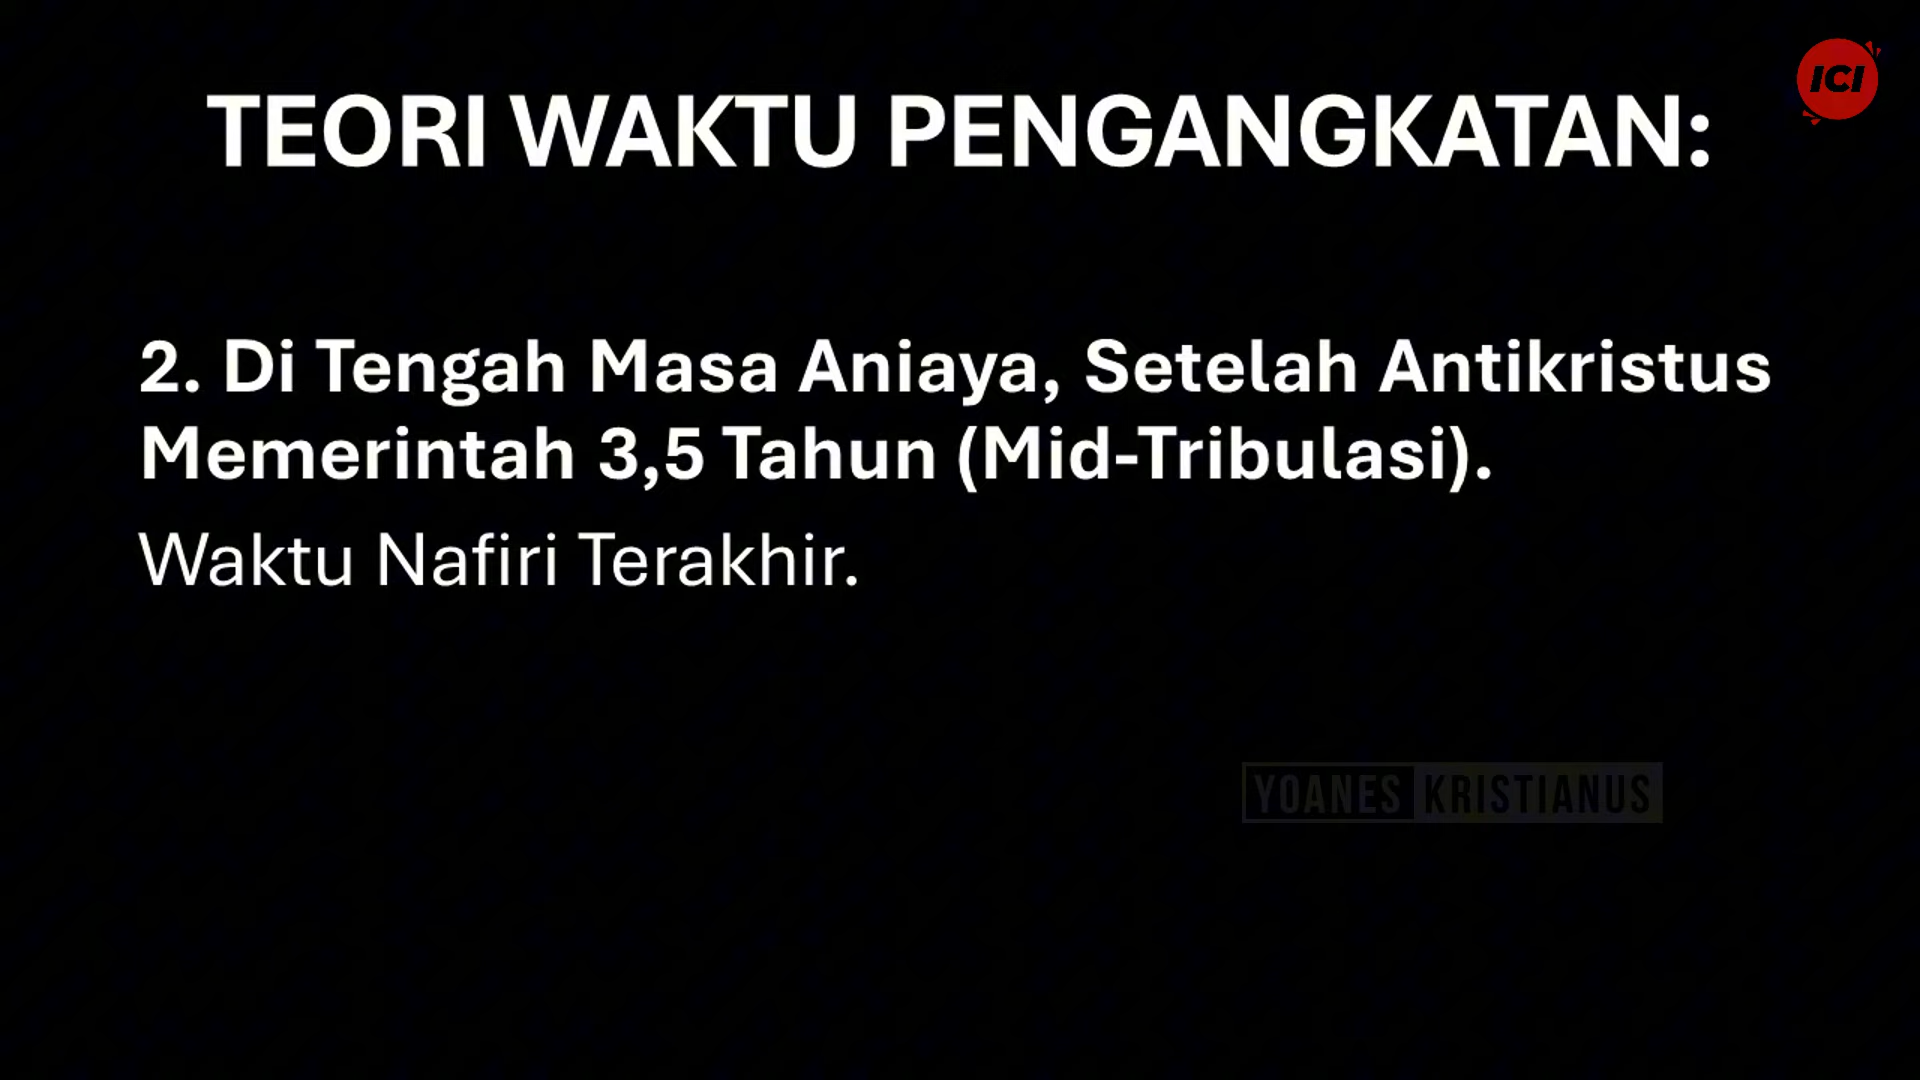 ICI
TEORI WAKTU PENGANGKATAN:
2. Di Tengah Masa Aniaya, Setelah Antikristus
Memerintah 3,5 Tahun (Mid-Tribulasi).
Waktu Nafiri Terakhir.
YOANES KRISTIANUS